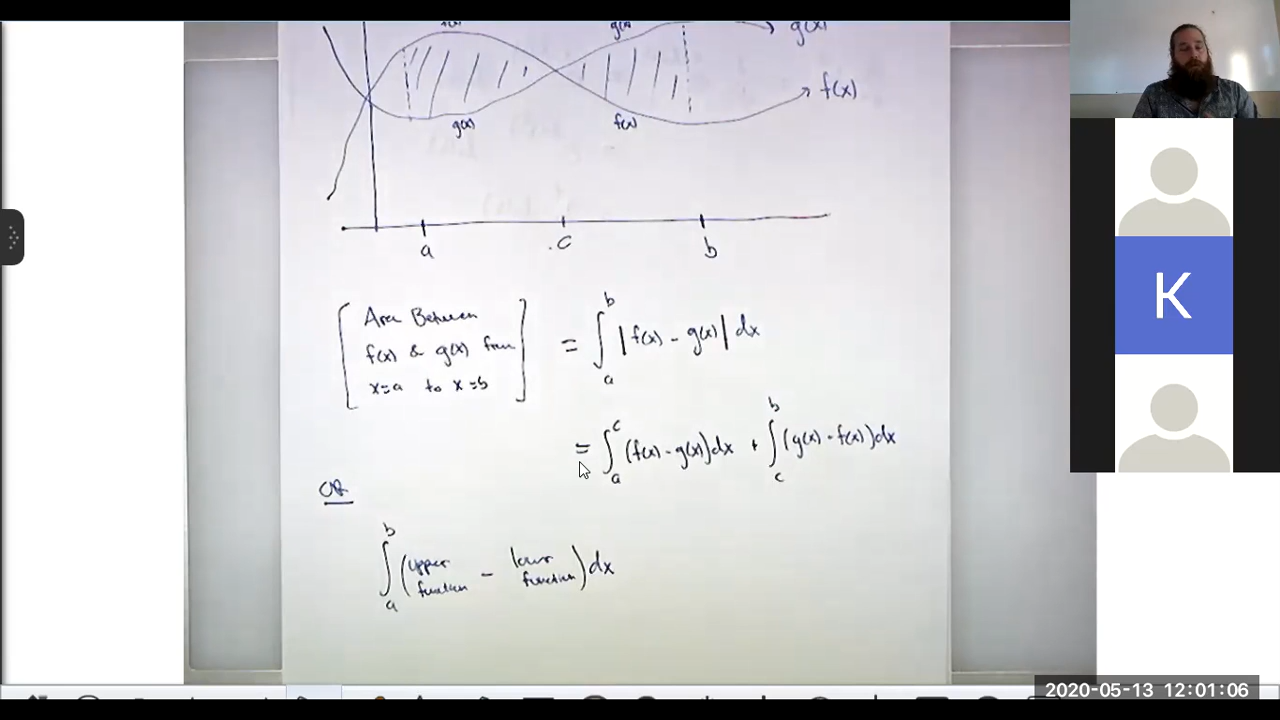 g(x)
g(x)
f(x)
g(x)
f(x)
a
c
b
K
Area Between
f(x) & g(x) from
x=a to x=b
= ∫_a^b |f(x) - g(x)| dx
= ∫_a^c (f(x) - g(x)) dx + ∫_c^b (g(x) - f(x)) dx
OR
∫_a^b (upper function - lower function) dx
2020-05-13 12:01:06